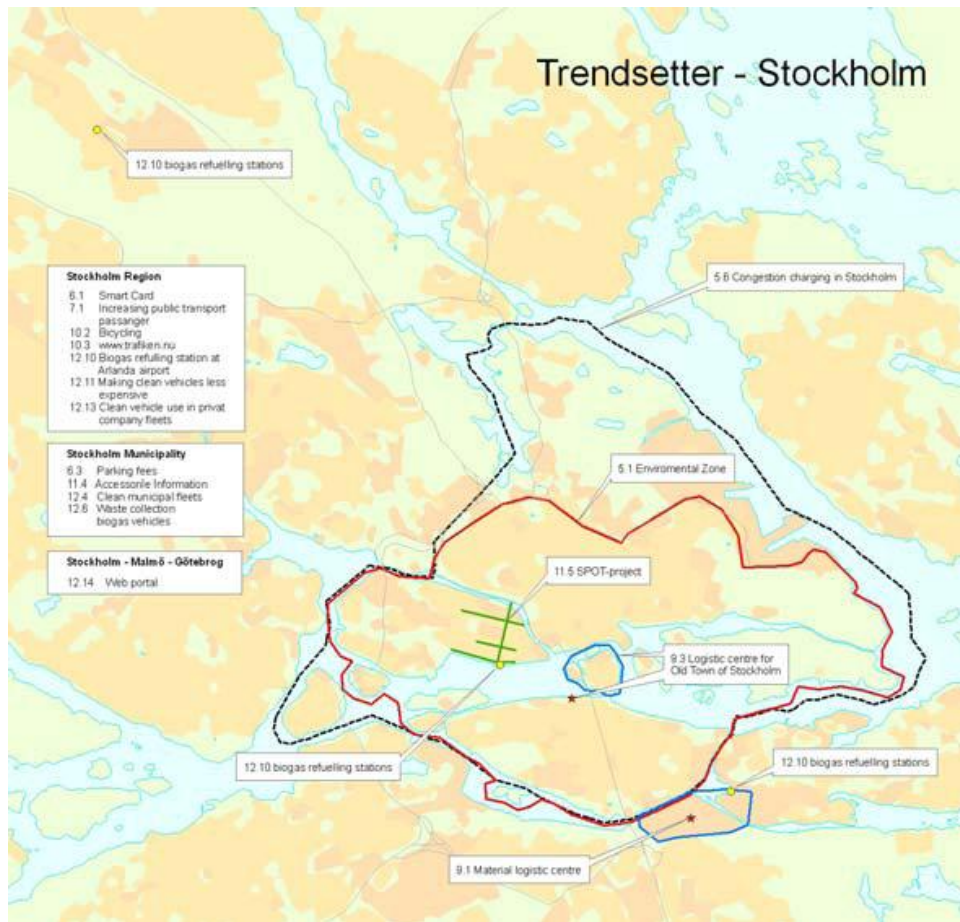 Trendsetter - Stockholm
12.10 biogas refuelling stations
5.6 Congestion charging in Stockholm
Stockholm Region
6.1 Smart Card
7.1 Increasing public transport
passanger
10.2 Bicycling
10.3 www.trafiken.nu
12.10 Biogas refulling station at
Arlanda airport
12.11 Making clean vehicles less
expensive
12.13 Clean vehicle use in privat
company fleets
Stockholm Municipality
6.3 Parking fees
11.4 Accessorile Information
12.4 Clean municipal fleets
12.6 Waste collection
biogas vehicles
Stockholm - Malmö - Götebrog
12.14 Web portal
5.1 Enviromental Zone
11.5 SPOT-project
9.3 Logistic centre for
Old Town of Stockholm
12.10 biogas refuelling stations
12.10 biogas refuelling stations
9.1 Material logistic centre